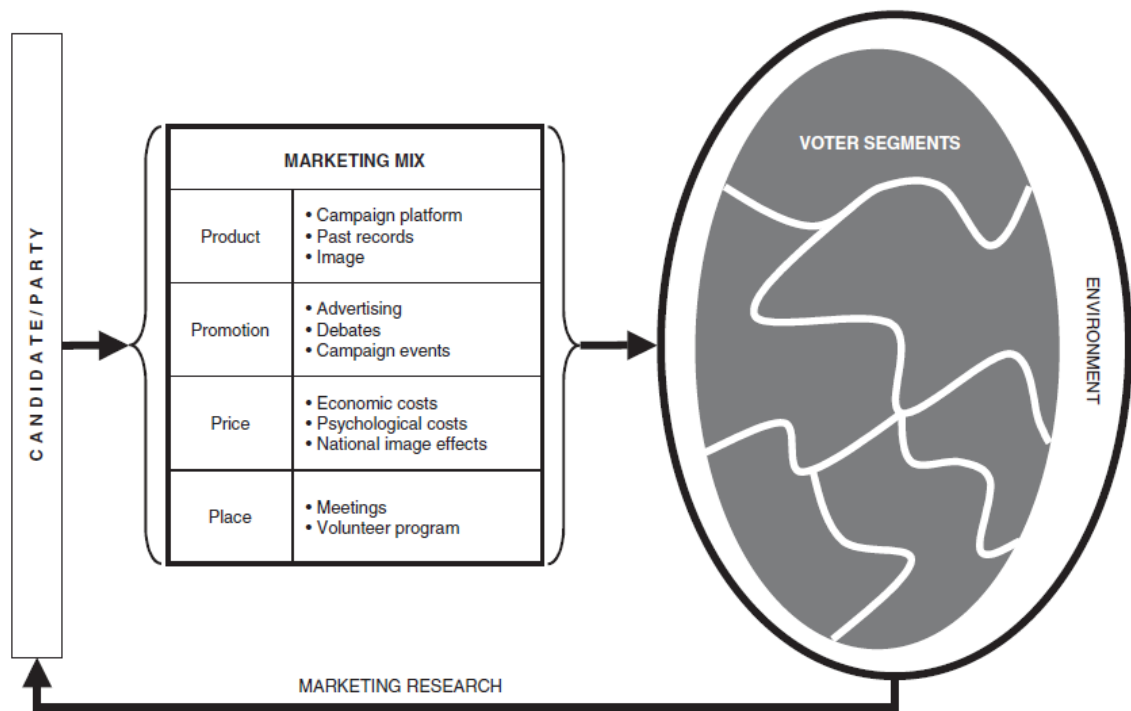 CANDIDATE/PARTY
MARKETING MIX
Product
• Campaign platform
• Past records
• Image
Promotion
• Advertising
• Debates
• Campaign events
Price
• Economic costs
• Psychological costs
• National image effects
Place
• Meetings
• Volunteer program
VOTER SEGMENTS
ENVIRONMENT
MARKETING RESEARCH